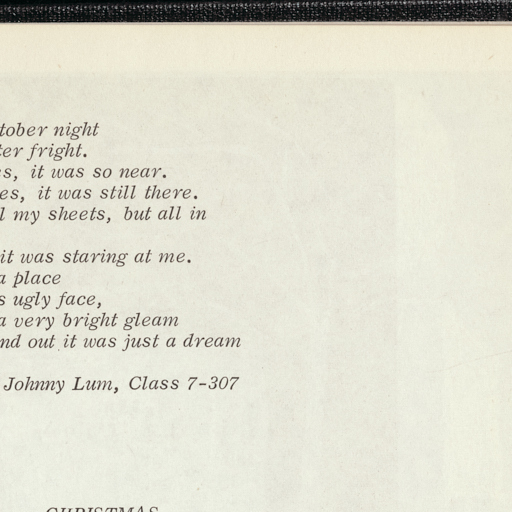 tober night
ter fright.
s, it was so near.
es, it was still there.
l my sheets, but all in
it was staring at me.
a place
s ugly face,
a very bright gleam
nd out it was just a dream
Johnny Lum, Class 7-307
CHRISTMAS